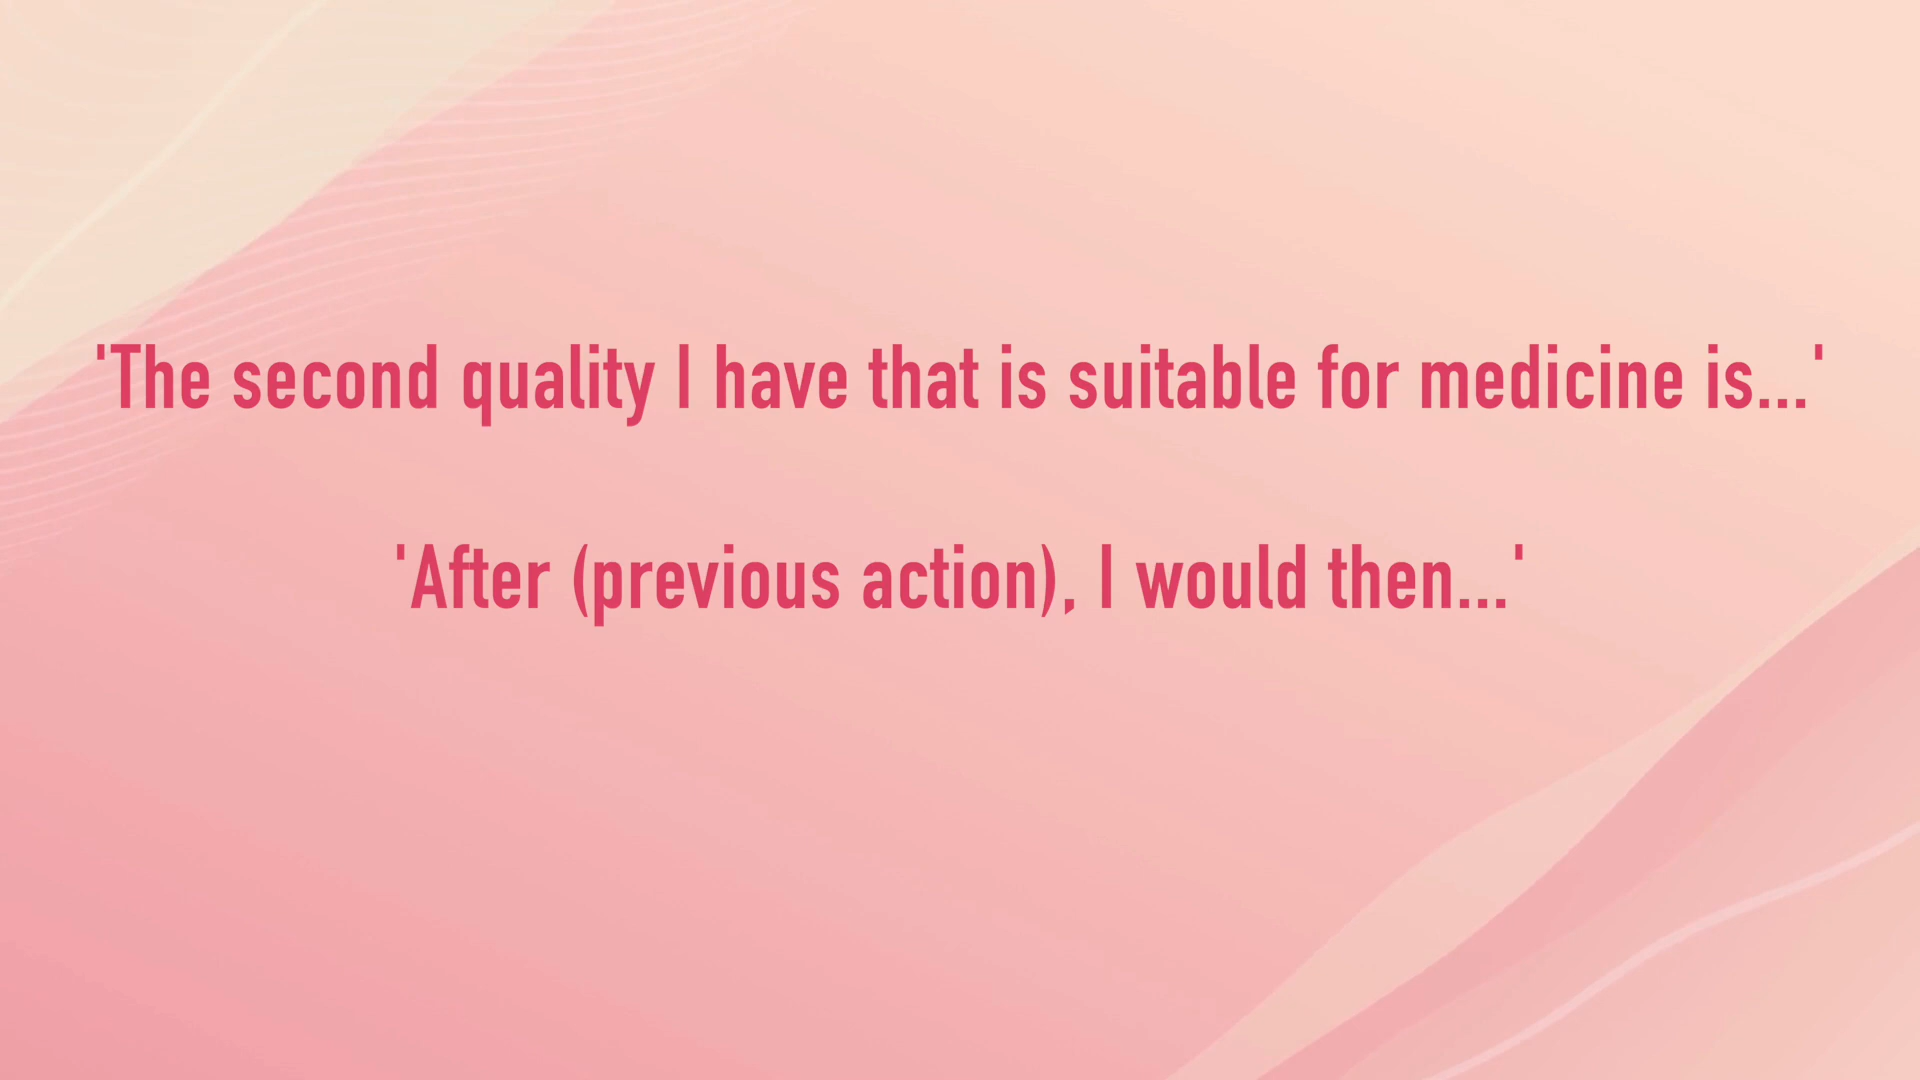 'The second quality I have that is suitable for medicine is...'
'After (previous action), I would then...'